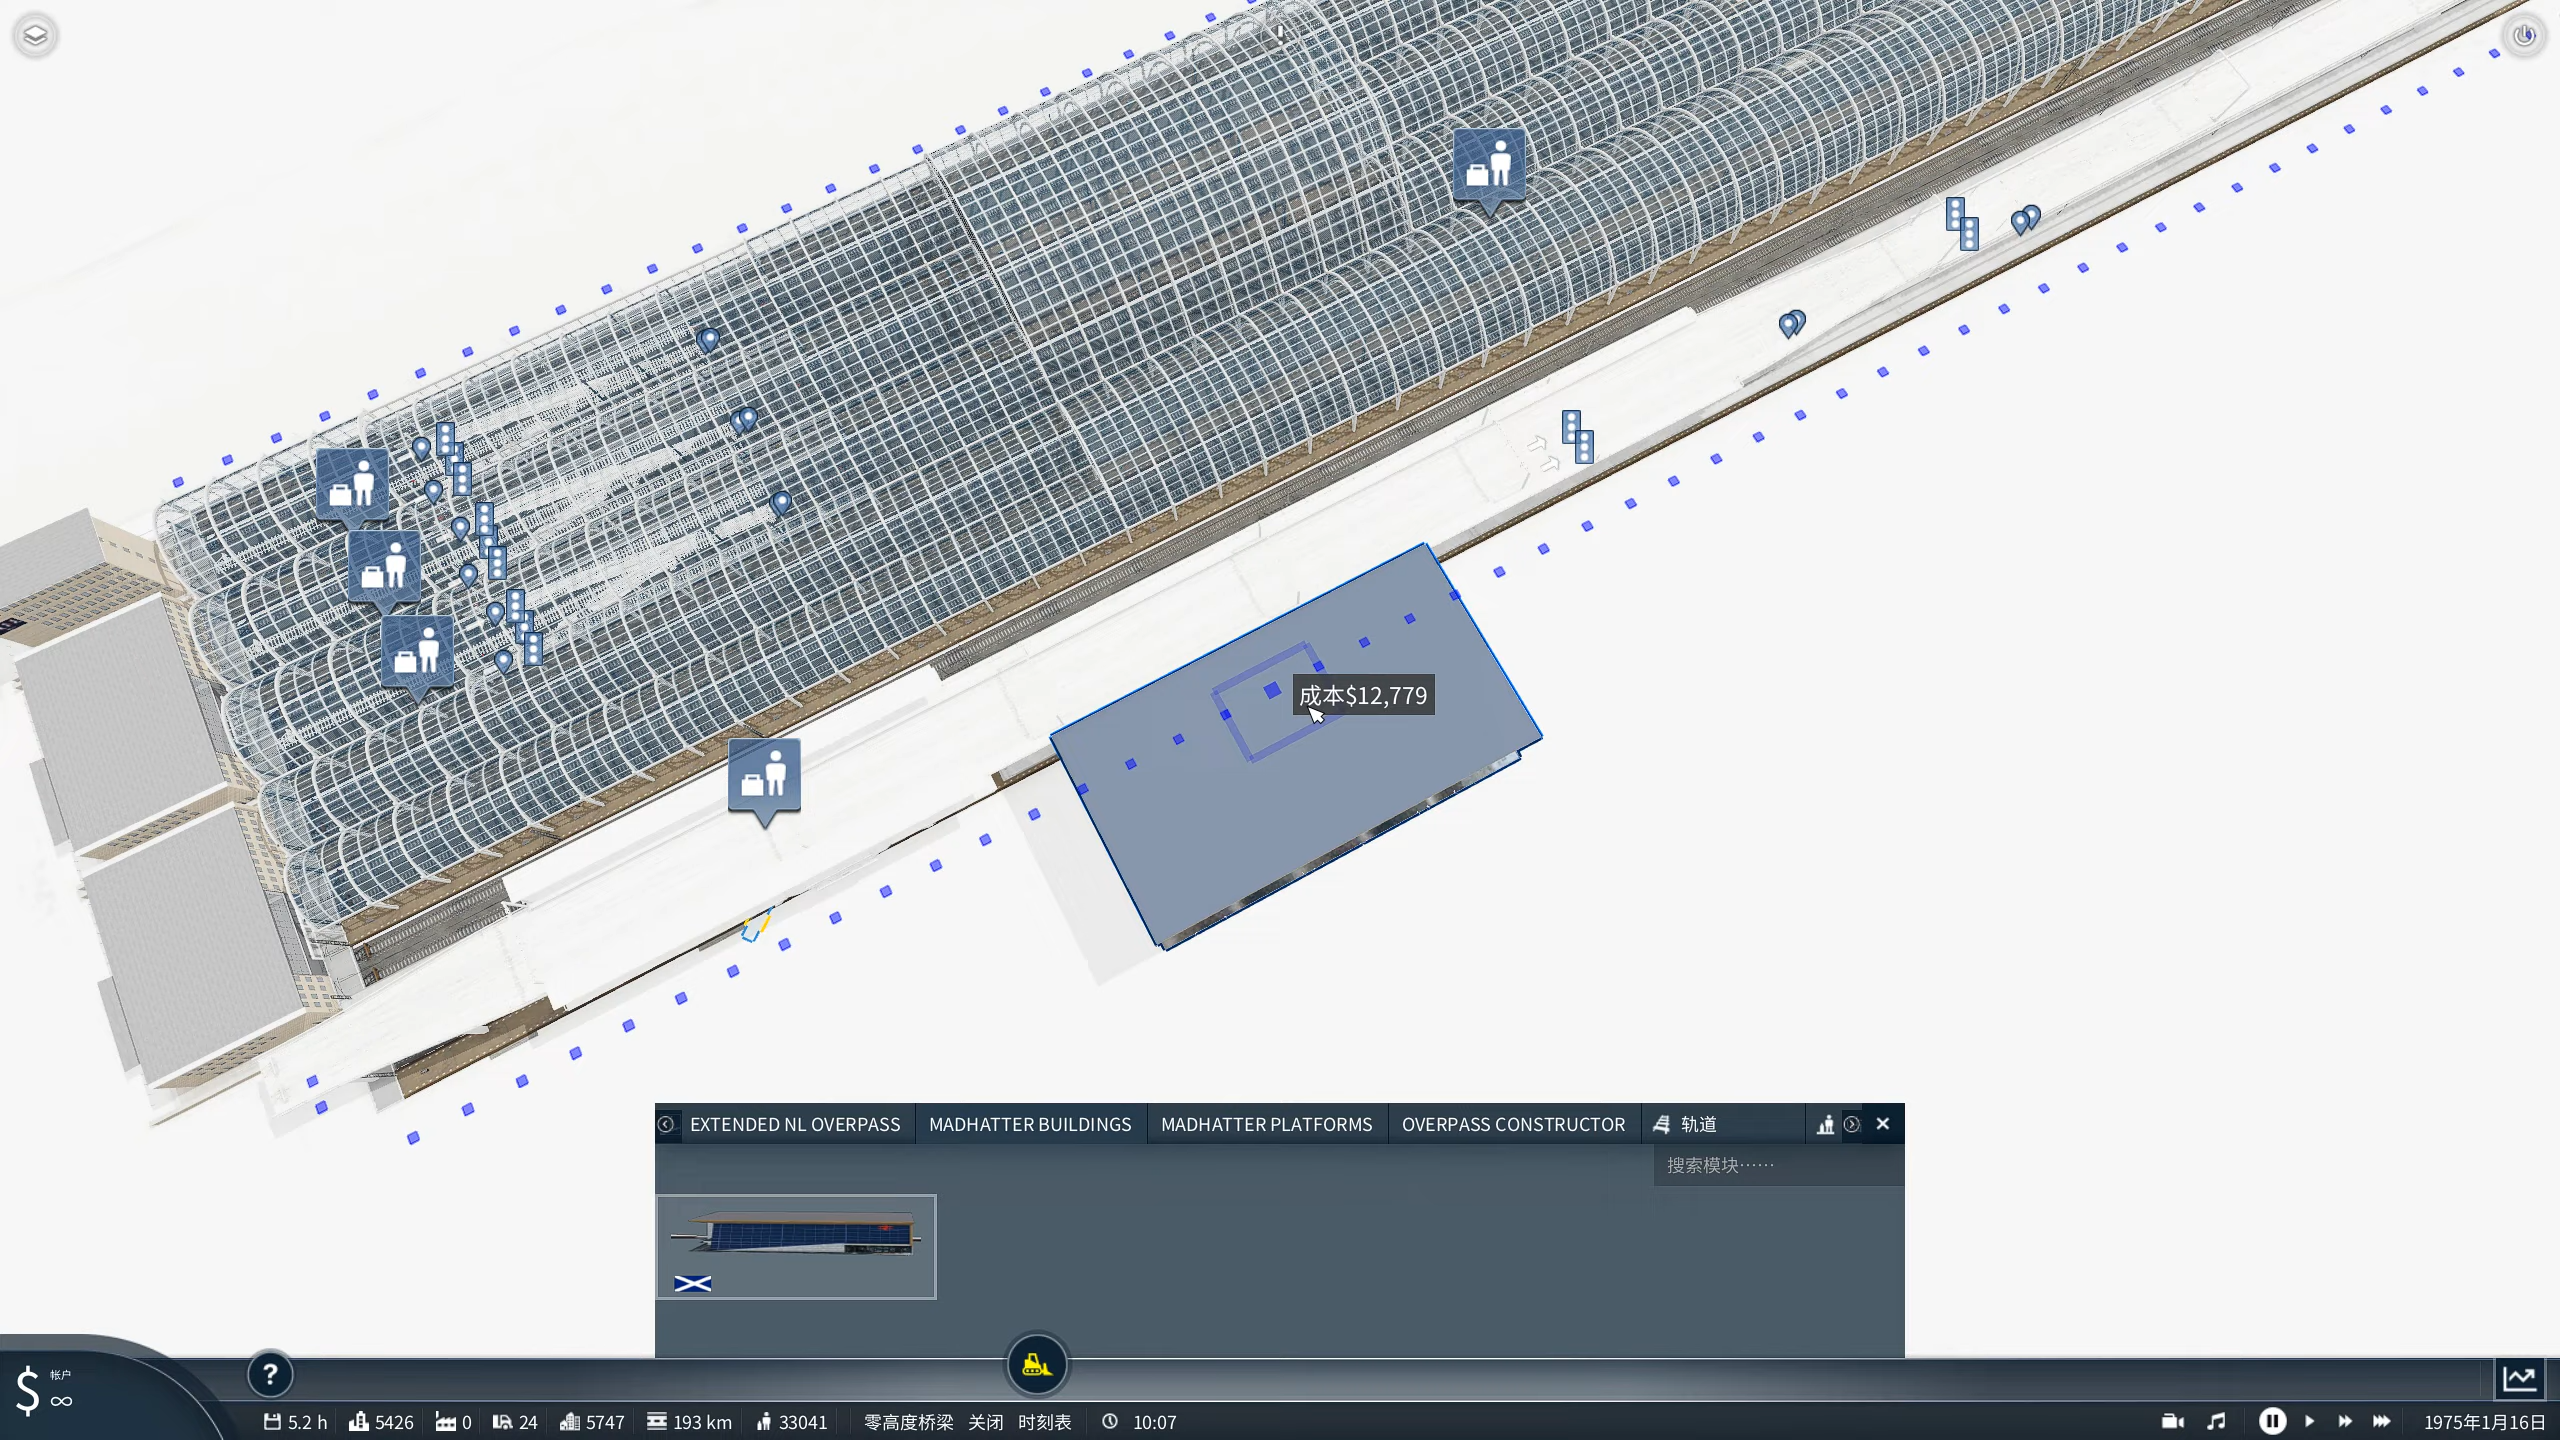 成本$12,779
EXTENDED NL OVERPASS MADHATTER BUILDINGS MADHATTER PLATFORMS OVERPASS CONSTRUCTOR 轨道
搜索模块……
帐户
$ ∞
?
5.2 h 5426 0 24 5747 193 km 33041 零高度桥梁 关闭 时刻表 10:07 1975年1月16日